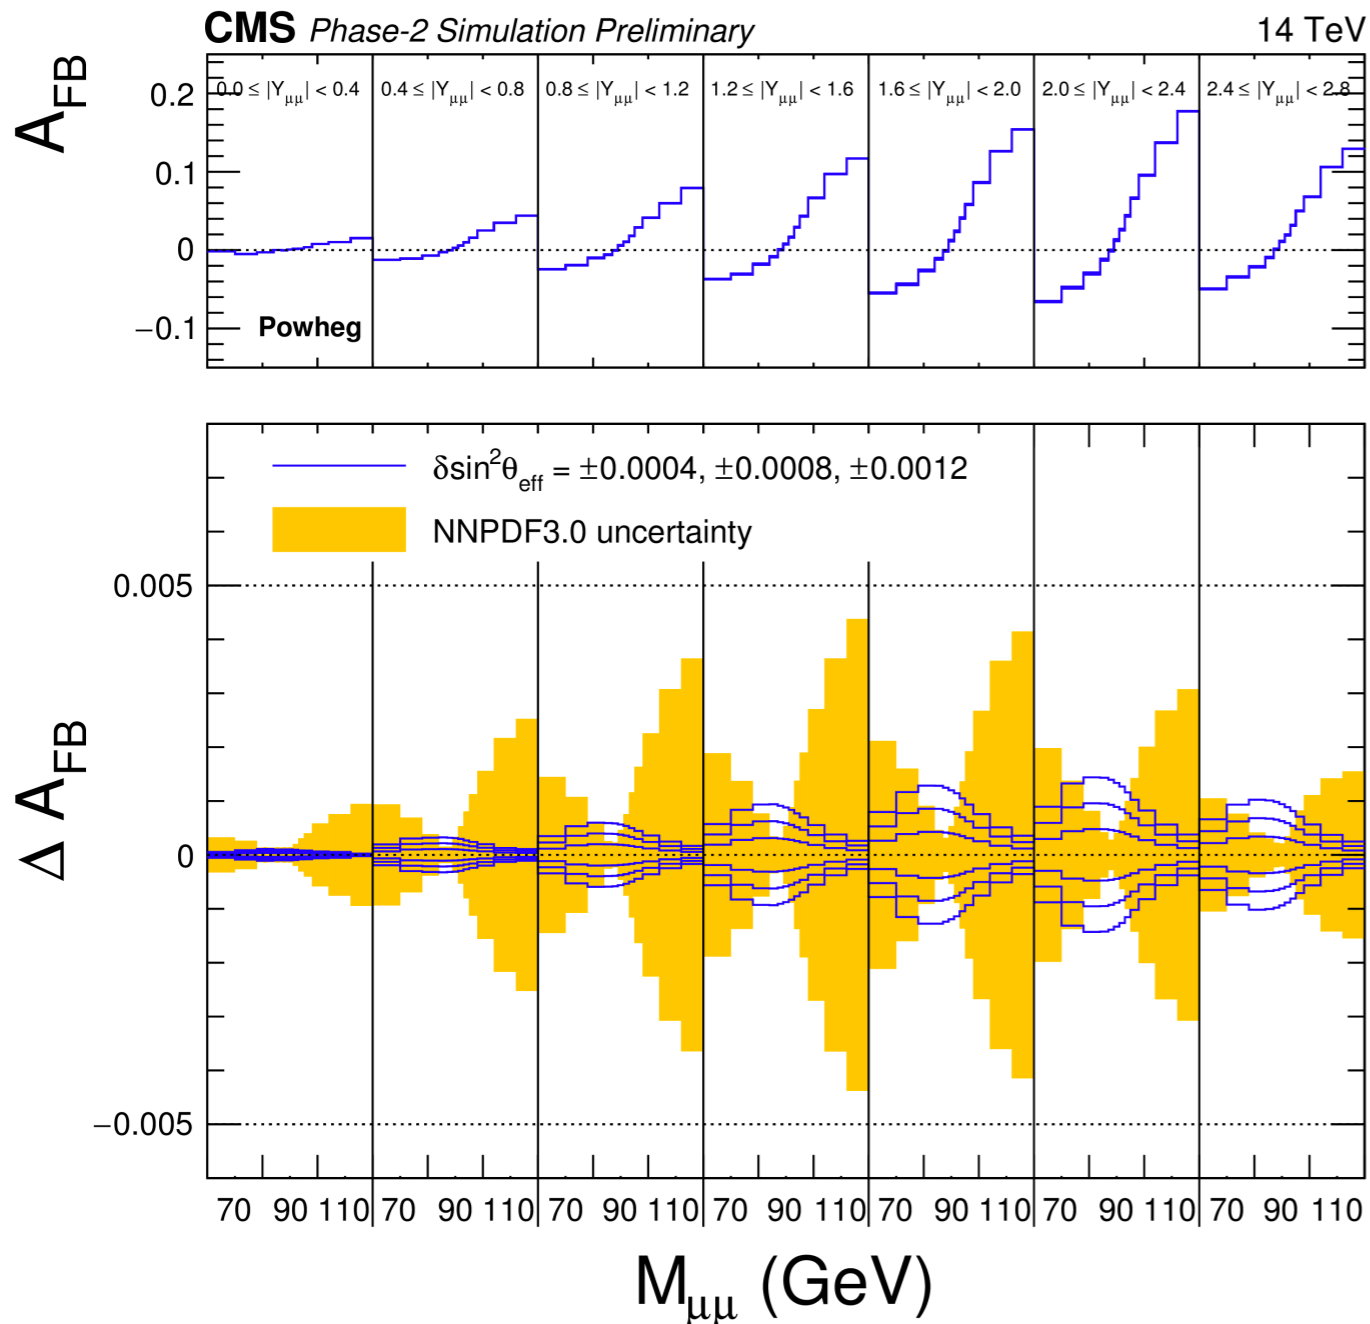 CMS Phase-2 Simulation Preliminary 14 TeV
A_FB
0.2
0.1
0
−0.1
0.0 ≤ |Y_μμ| < 0.4
0.4 ≤ |Y_μμ| < 0.8
0.8 ≤ |Y_μμ| < 1.2
1.2 ≤ |Y_μμ| < 1.6
1.6 ≤ |Y_μμ| < 2.0
2.0 ≤ |Y_μμ| < 2.4
2.4 ≤ |Y_μμ| < 2.8
Powheg
δsin²θ_eff = ±0.0004, ±0.0008, ±0.0012
NNPDF3.0 uncertainty
Δ A_FB
0.005
0
−0.005
70 90 110 70 90 110 70 90 110 70 90 110 70 90 110 70 90 110 70 90 110
M_μμ (GeV)